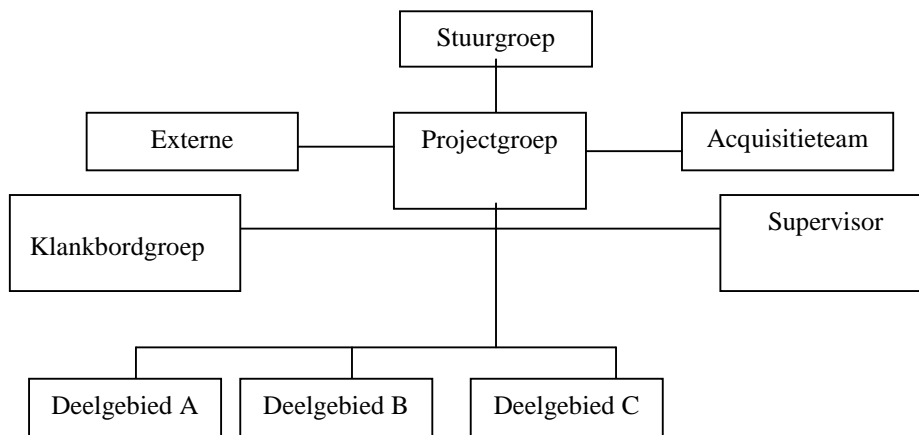 Stuurgroep
Externe
Projectgroep
Acquisitieteam
Klankbordgroep
Supervisor
Deelgebied A
Deelgebied B
Deelgebied C